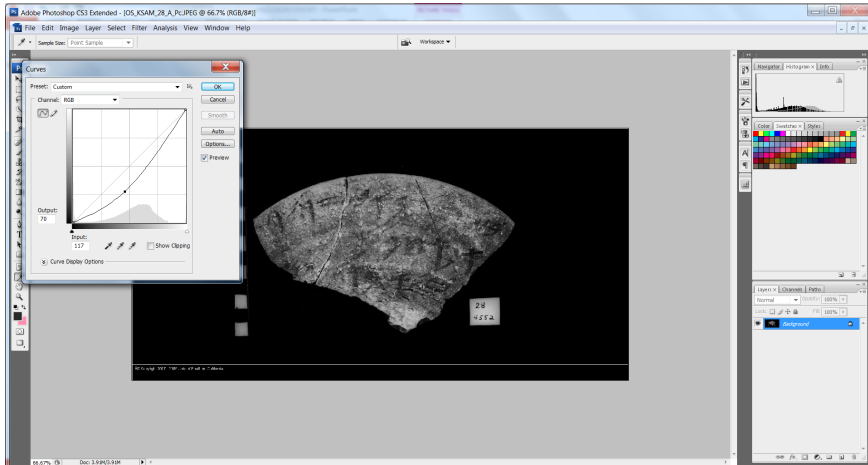 Adobe Photoshop CS3 Extended - [OS_KSAM_28_A_Pc.JPEG @ 66.7% (RGB/8#)]
File Edit Image Layer Select Filter Analysis View Window Help
Sample Size: Point Sample
Workspace
Curves
Preset: Custom
OK
Channel: RGB
Cancel
Smooth
Auto
Options...
Preview
Output:
70
Input:
117
Show Clipping
Curve Display Options
28
4552
Navigator Histogram Info
Color Swatches Styles
Layers Channels Paths
Normal
Opacity: 100%
Lock:
Fill: 100%
Background
66.67%
Doc: 3.91M/3.91M